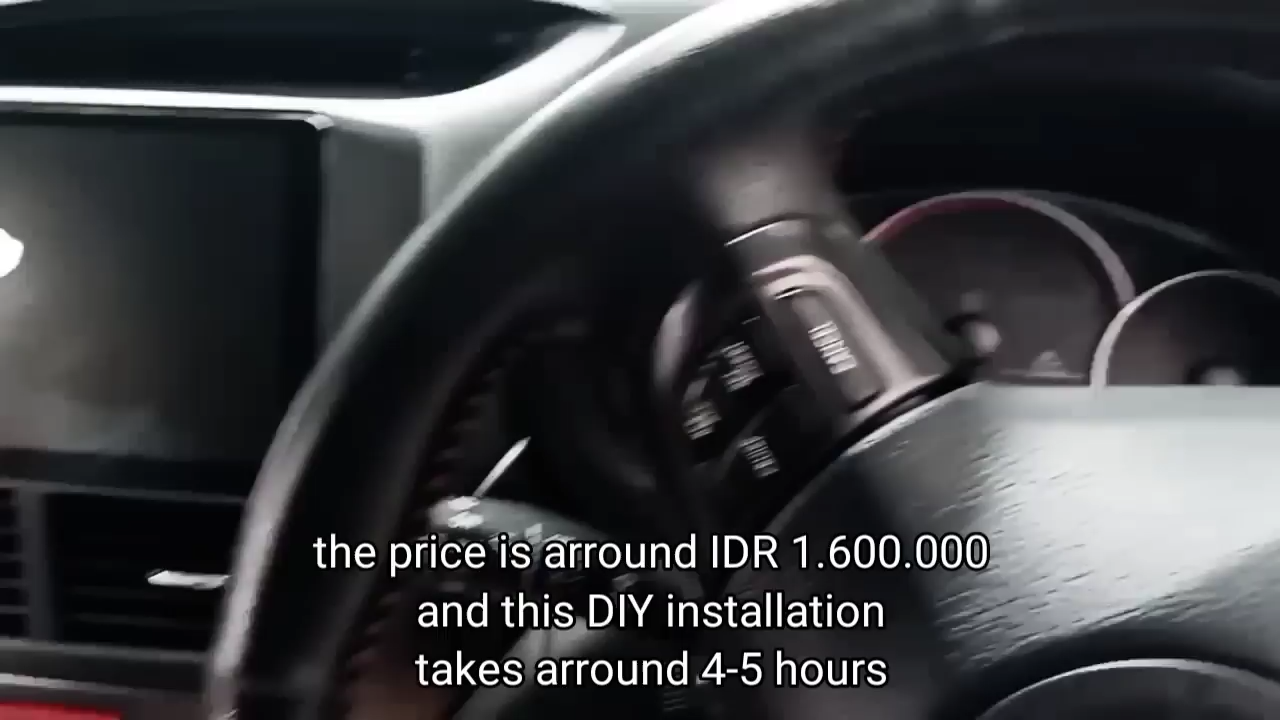 the price is arround IDR 1.600.000
and this DIY installation
takes arround 4-5 hours